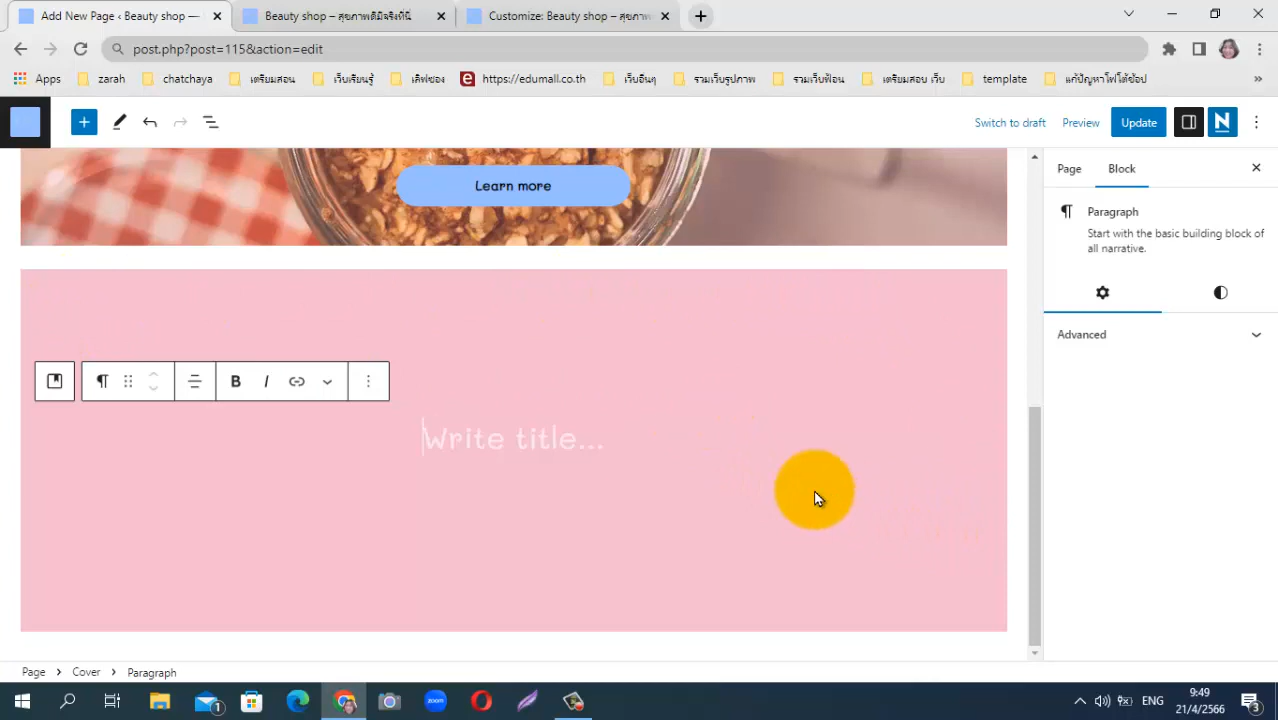 Add New Page ‹ Beauty shop —
Beauty shop – สุขภาพดีมีจริงที่นี่
Customize: Beauty shop – สุขภาพ
post.php?post=115&action=edit
Apps
zarah
chatchaya
เตรียมสอน
เว็บเรียนรู้
เลิฟของ
https://edumall.co.th
เว็บอื่นๆ
รวมเว็บรูปภาพ
รวมเว็บฟ้อน
เตรียมสอบ เว็บ
template
แก้ปัญหาโฟโต้ช้อป
»
Switch to draft
Preview
Update
N
Learn more
B
I
Write title...
Page
Block
Paragraph
Start with the basic building block of
all narrative.
Advanced
Page
Cover
Paragraph
1
zoom
ENG
9:49
21/4/2566
3